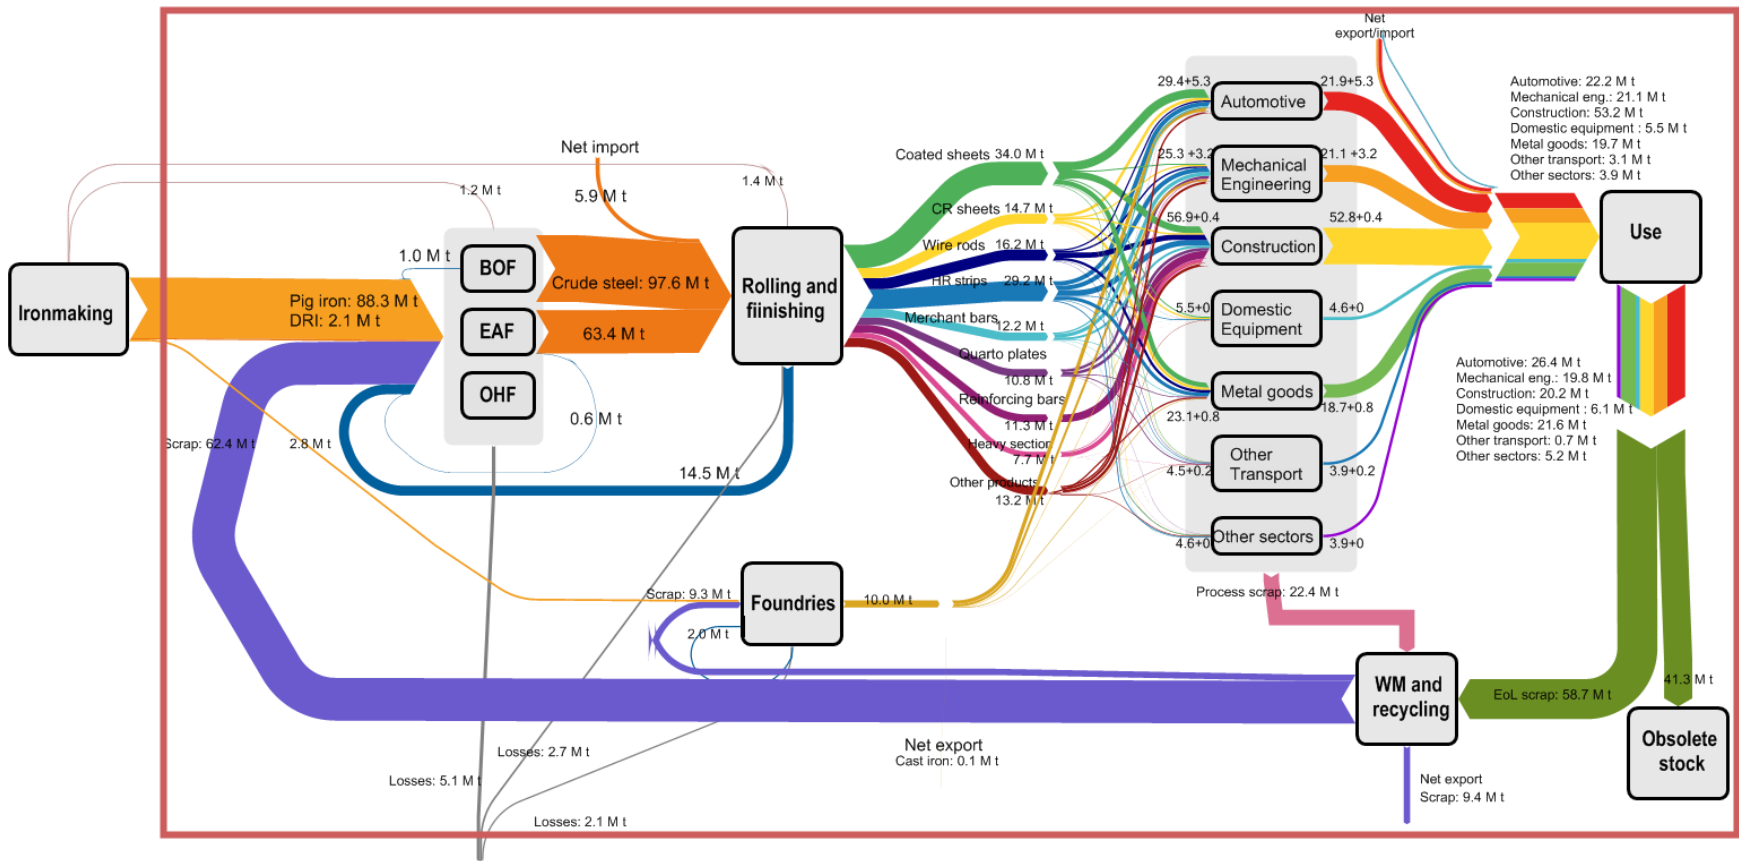 Net
export/import
Automotive: 22.2 M t
Mechanical eng.: 21.1 M t
Construction: 53.2 M t
Domestic equipment : 5.5 M t
Metal goods: 19.7 M t
Other transport: 3.1 M t
Other sectors: 3.9 M t
29.4+5.3
Automotive
21.9+5.3
Net import
5.9 M t
1.2 M t
1.4 M t
Coated sheets 34.0 M t
25.3 +3.2
Mechanical
Engineering
21.1 +3.2
CR sheets 14.7 M t
56.9+0.4
Construction
52.8+0.4
Use
Wire rods 16.2 M t
1.0 M t
BOF
Crude steel: 97.6 M t
Rolling and
fiinishing
HR strips 29.2 M t
Ironmaking
Pig iron: 88.3 M t
DRI: 2.1 M t
EAF
63.4 M t
Merchant bars
12.2 M t
5.5+0
Domestic
Equipment
4.6+0
Quarto plates
10.8 M t
OHF
Reinforcing bars
11.3 M t
23.1+0.8
Metal goods
18.7+0.8
Automotive: 26.4 M t
Mechanical eng.: 19.8 M t
Construction: 20.2 M t
Domestic equipment : 6.1 M t
Metal goods: 21.6 M t
Other transport: 0.7 M t
Other sectors: 5.2 M t
0.6 M t
Scrap: 62.4 M t
2.8 M t
Heavy section
7.7 M t
14.5 M t
Other products
13.2 M t
4.5+0.2
Other
Transport
3.9+0.2
4.6+0
Other sectors
3.9+0
Scrap: 9.3 M t
Foundries
10.0 M t
Process scrap: 22.4 M t
2.0 M t
WM and
recycling
EoL scrap: 58.7 M t
41.3 M t
Obsolete
stock
Losses: 2.7 M t
Net export
Cast iron: 0.1 M t
Losses: 5.1 M t
Net export
Scrap: 9.4 M t
Losses: 2.1 M t